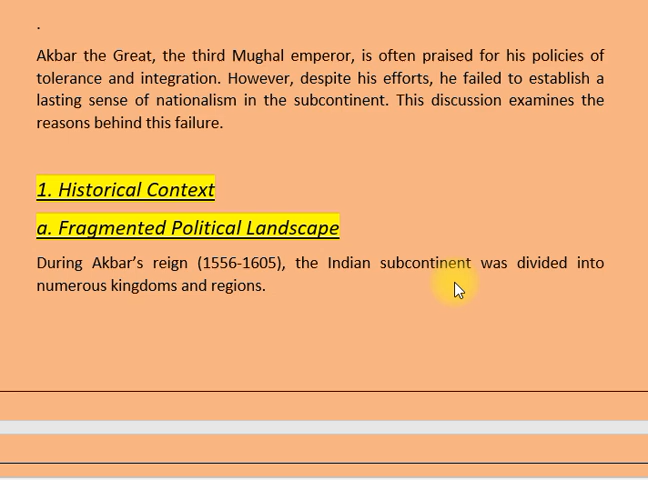 .
Akbar the Great, the third Mughal emperor, is often praised for his policies of
tolerance and integration. However, despite his efforts, he failed to establish a
lasting sense of nationalism in the subcontinent. This discussion examines the
reasons behind this failure.
1. Historical Context
a. Fragmented Political Landscape
During Akbar’s reign (1556-1605), the Indian subcontinent was divided into
numerous kingdoms and regions.